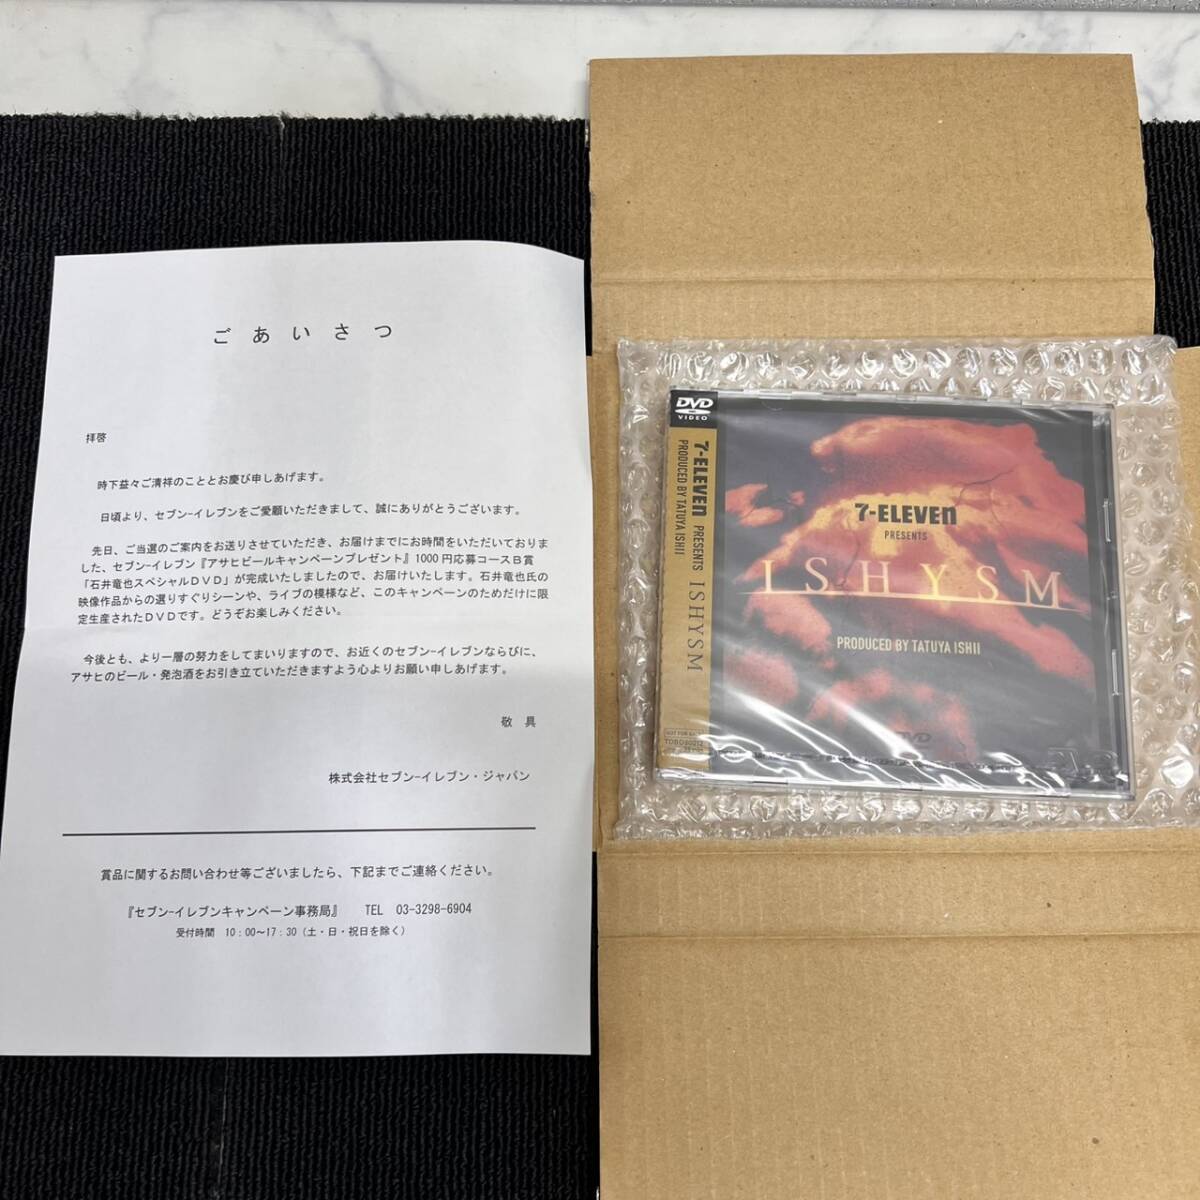 ごあいさつ
拝啓
時下益々ご清祥のこととお慶び申しあげます。
日頃より、セブン-イレブンをご愛顧いただきまして、誠にありがとうございます。
先日、ご当選のご案内をお送りさせていただき、お届けまでにお時間をいただいておりま
した、セブン-イレブン『アサヒビールキャンペーンプレゼント』1000円応募コースB賞
「石井竜也スペシャルDVD」が完成いたしましたので、お届けいたします。石井竜也氏の
映像作品からの選りすぐりシーンや、ライブの模様など、このキャンペーンのためだけに限
定生産されたDVDです。どうぞお楽しみください。
今後とも、より一層の努力をしてまいりますので、お近くのセブン-イレブンならびに、
アサヒのビール・発泡酒をお引き立ていただきますよう心よりお願い申しあげます。
敬具
株式会社セブン-イレブン・ジャパン
賞品に関するお問い合わせ等ございましたら、下記までご連絡ください。
『セブン-イレブンキャンペーン事務局』 TEL 03-3298-6904
受付時間 10:00〜17:30(土・日・祝日を除く)
DVD
VIDEO
7-ELEVEn PRESENTS ISHYSM
PRODUCED BY TATUYA ISHII
NOT FOR SALE
7-ELEVEn
PRESENTS
ISHYSM
PRODUCED BY TATUYA ISHII
DVD